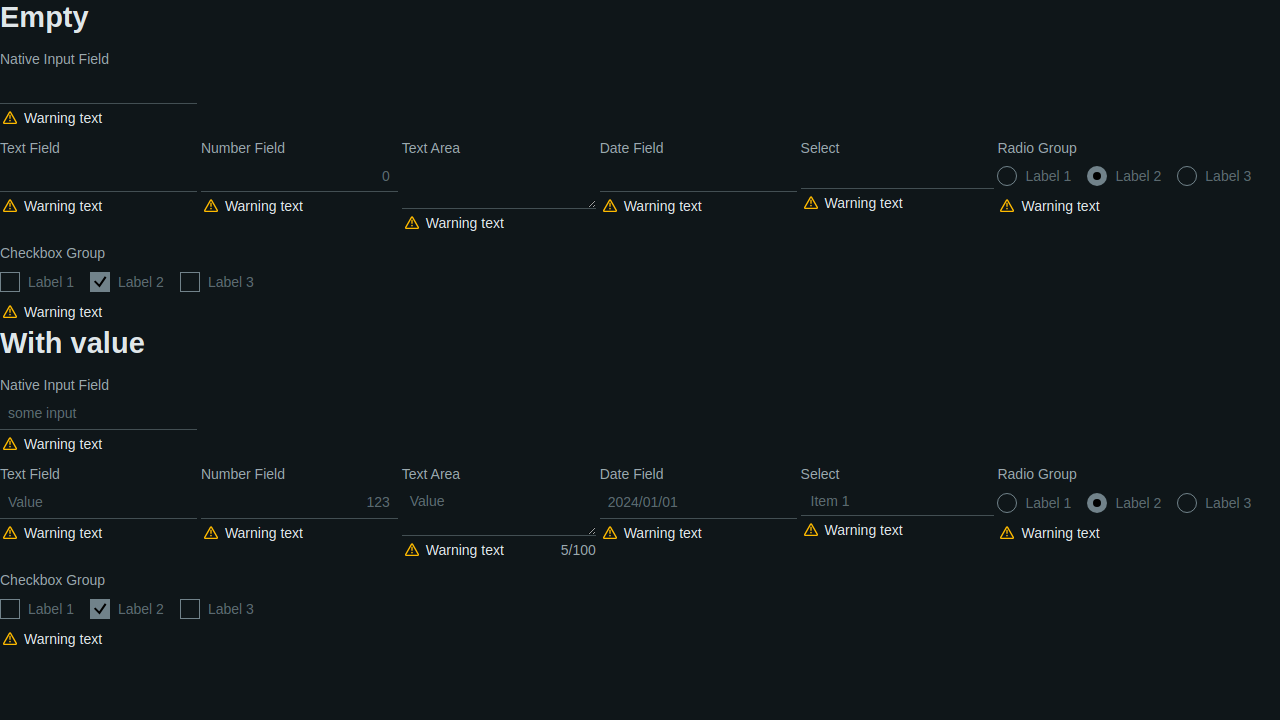 Empty
Native Input Field
Warning text
Text Field Number Field Text Area Date Field Select Radio Group
0 Label 1 Label 2 Label 3
Warning text Warning text Warning text Warning text Warning text Warning text
Checkbox Group
Label 1 Label 2 Label 3
Warning text
With value
Native Input Field
some input
Warning text
Text Field Number Field Text Area Date Field Select Radio Group
Value 123 Value 2024/01/01 Item 1 Label 1 Label 2 Label 3
Warning text Warning text Warning text 5/100 Warning text Warning text Warning text
Checkbox Group
Label 1 Label 2 Label 3
Warning text